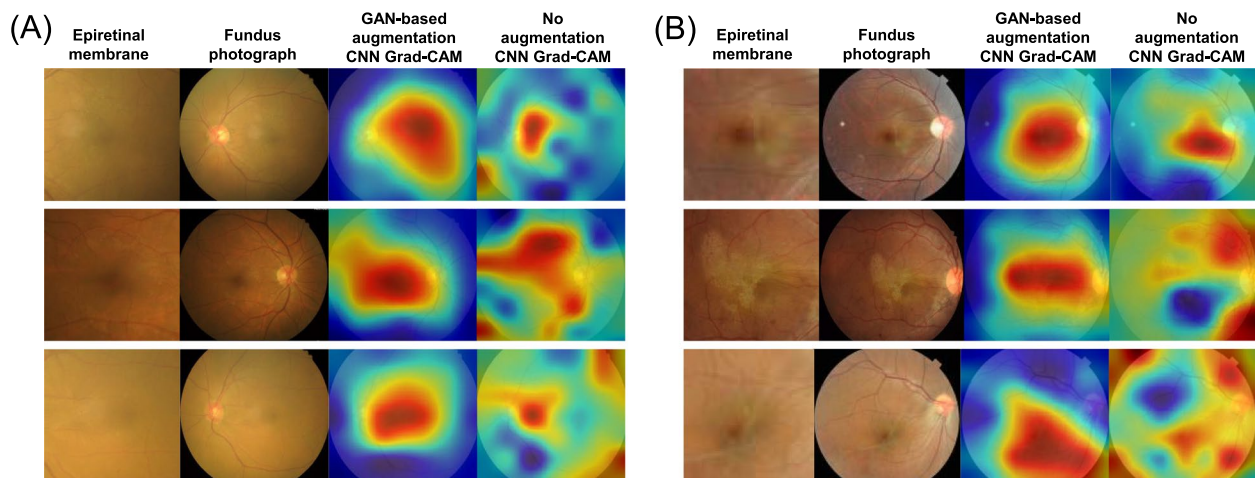 (A)
Epiretinal
membrane
Fundus
photograph
GAN-based
augmentation
CNN Grad-CAM
No
augmentation
CNN Grad-CAM
(B)
Epiretinal
membrane
Fundus
photograph
GAN-based
augmentation
CNN Grad-CAM
No
augmentation
CNN Grad-CAM